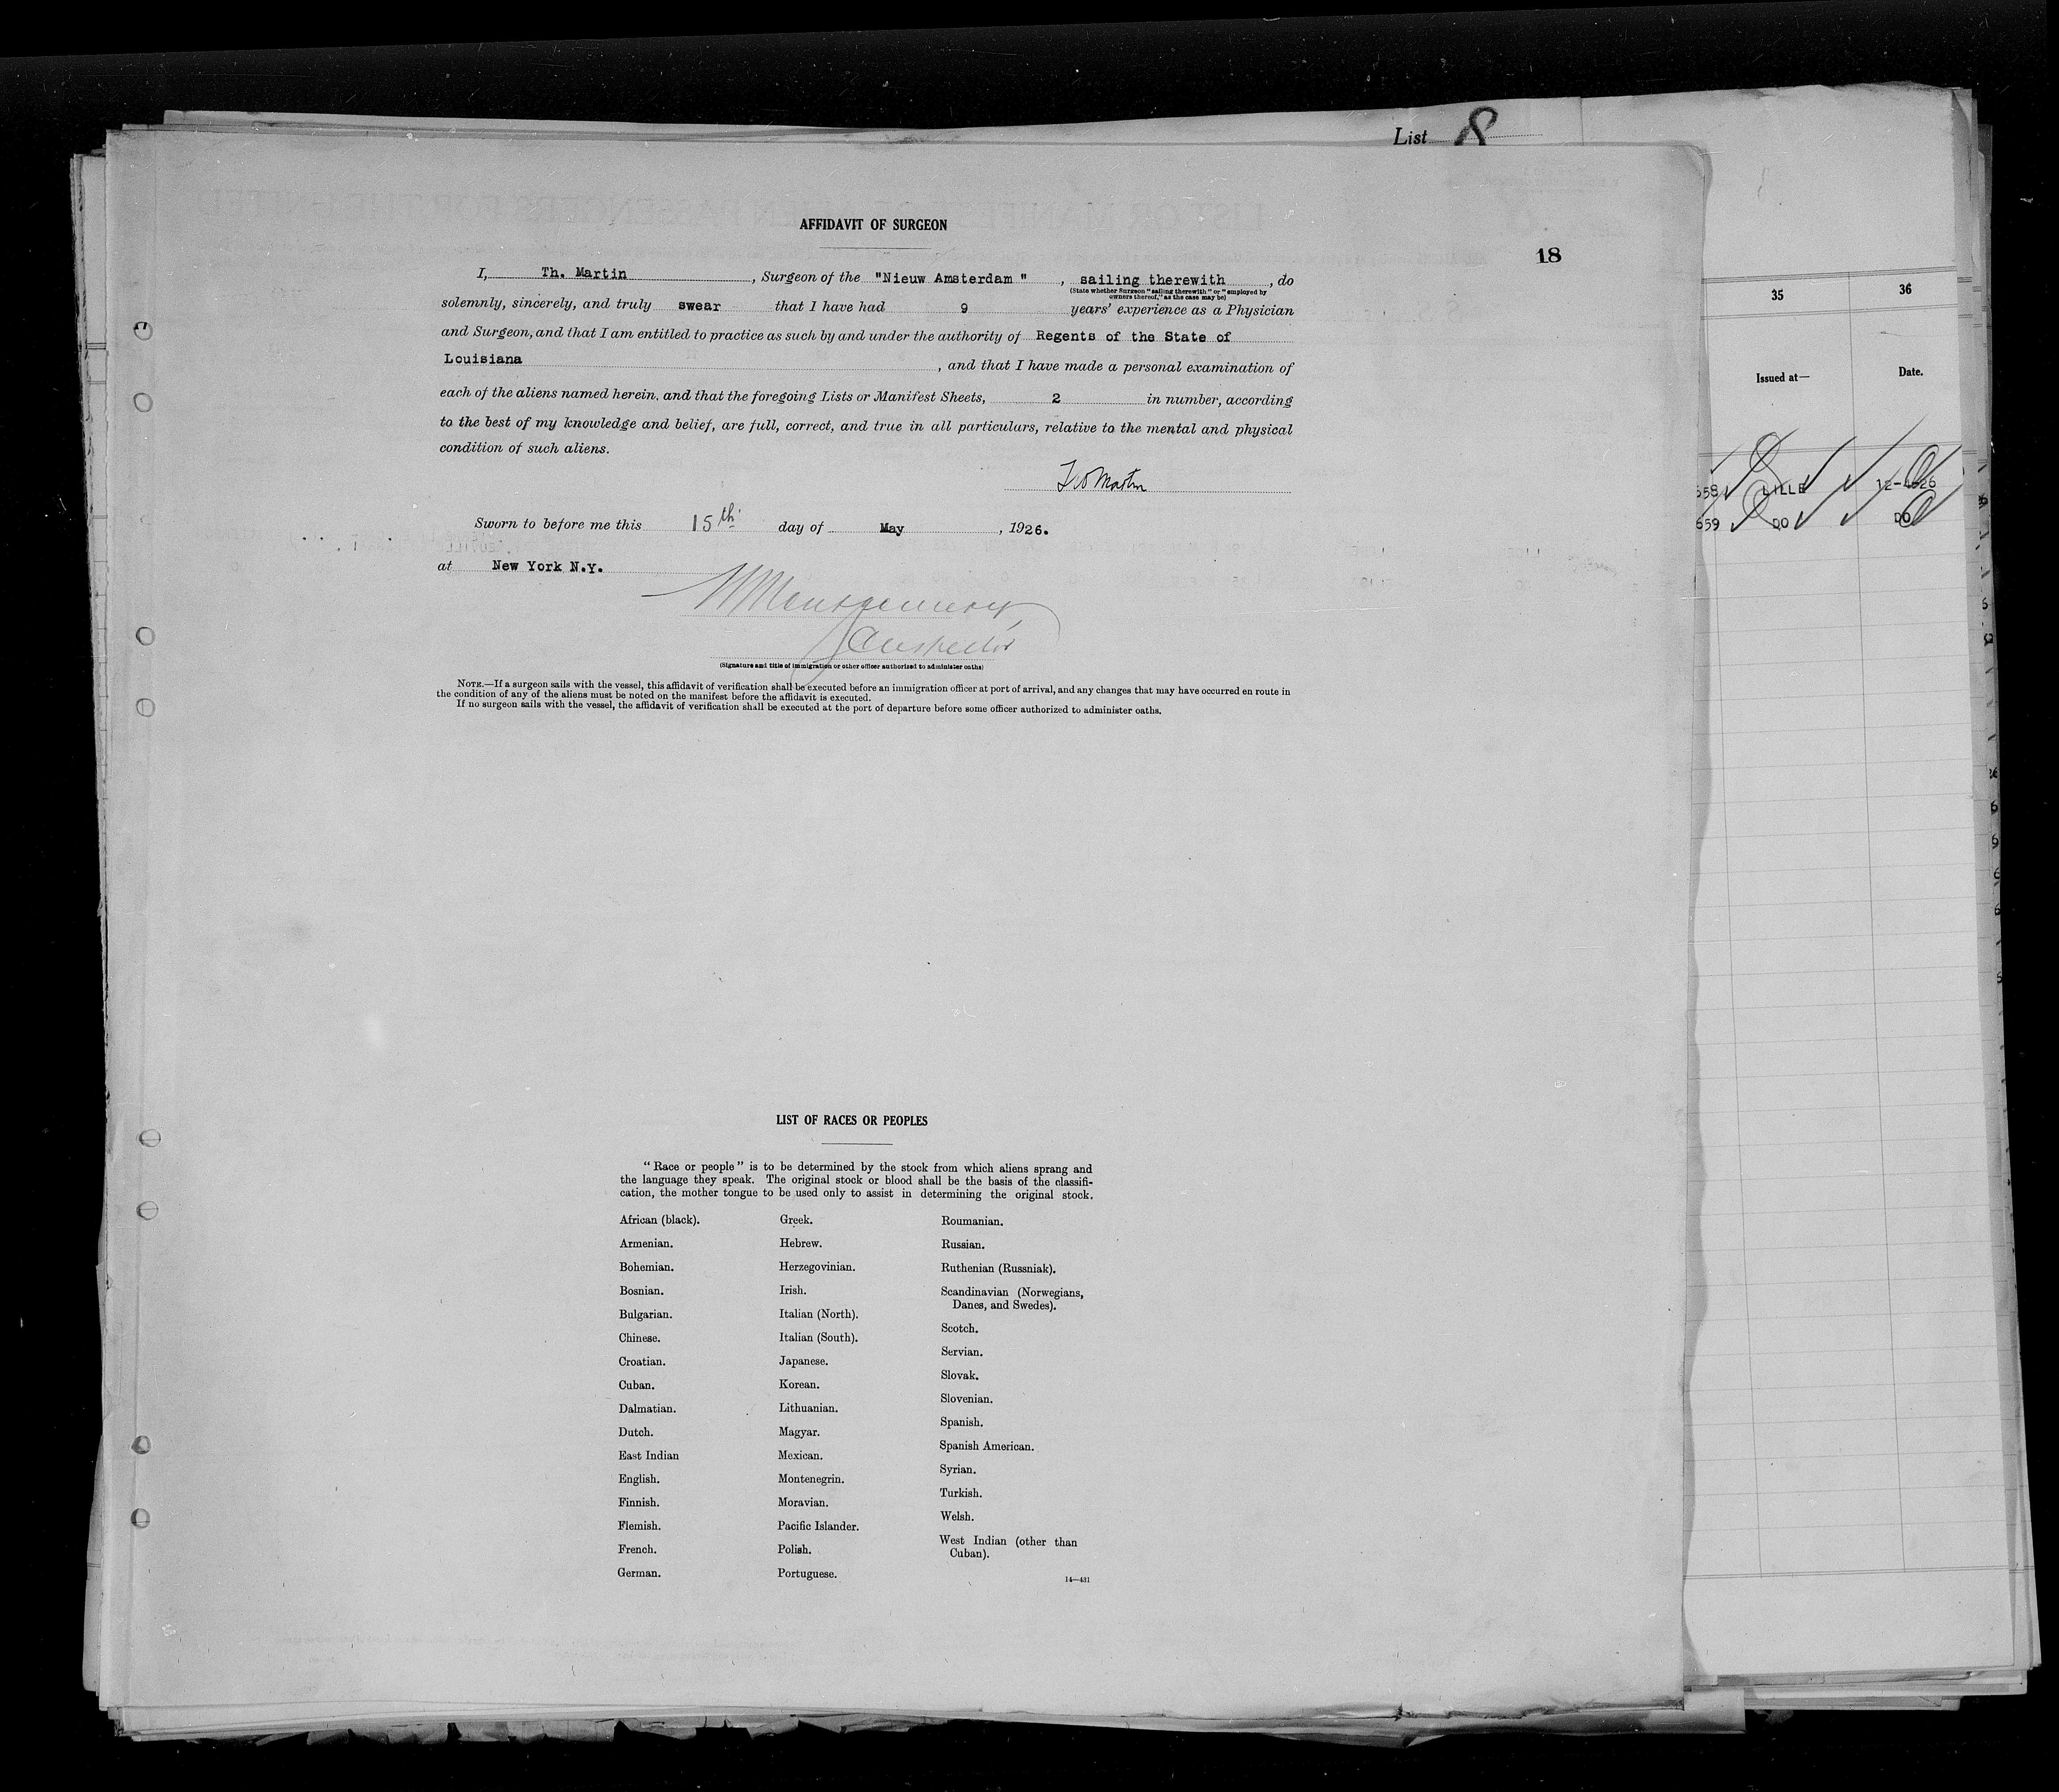 List 8
AFFIDAVIT OF SURGEON
18
I, Th. Martin, Surgeon of the "Nieuw Amsterdam", sailing therewith, do
(State whether Surgeon "sailing therewith" or "employed by
owners thereof," as the case may be)
solemnly, sincerely, and truly swear that I have had 9 years' experience as a Physician
and Surgeon, and that I am entitled to practice as such by and under the authority of Regents of the State of
Louisiana, and that I have made a personal examination of
each of the aliens named herein, and that the foregoing Lists or Manifest Sheets, 2 in number, according
to the best of my knowledge and belief, are full, correct, and true in all particulars, relative to the mental and physical
condition of such aliens.
Th Martin
Sworn to before me this 15th day of May, 1926.
at New York N.Y.
Montgomery
Inspector
(Signature and title of immigration or other officer authorized to administer oaths)
NOTE.—If a surgeon sails with the vessel, this affidavit of verification shall be executed before an immigration officer at port of arrival, and any changes that may have occurred en route in
the condition of any of the aliens must be noted on the manifest before the affidavit is executed.
If no surgeon sails with the vessel, the affidavit of verification shall be executed at the port of departure before some officer authorized to administer oaths.
LIST OF RACES OR PEOPLES
"Race or people" is to be determined by the stock from which aliens sprang and
the language they speak. The original stock or blood shall be the basis of the classifi-
cation, the mother tongue to be used only to assist in determining the original stock.
African (black).
Armenian.
Bohemian.
Bosnian.
Bulgarian.
Chinese.
Croatian.
Cuban.
Dalmatian.
Dutch.
East Indian
English.
Finnish.
Flemish.
French.
German.
Greek.
Hebrew.
Herzegovinian.
Irish.
Italian (North).
Italian (South).
Japanese.
Korean.
Lithuanian.
Magyar.
Mexican.
Montenegrin.
Moravian.
Pacific Islander.
Polish.
Portuguese.
Roumanian.
Russian.
Ruthenian (Russniak).
Scandinavian (Norwegians,
Danes, and Swedes).
Scotch.
Servian.
Slovak.
Slovenian.
Spanish.
Spanish American.
Syrian.
Turkish.
Welsh.
West Indian (other than
Cuban).
14—431
35 36
Issued at— Date.
658 LILLE
659 DO DO